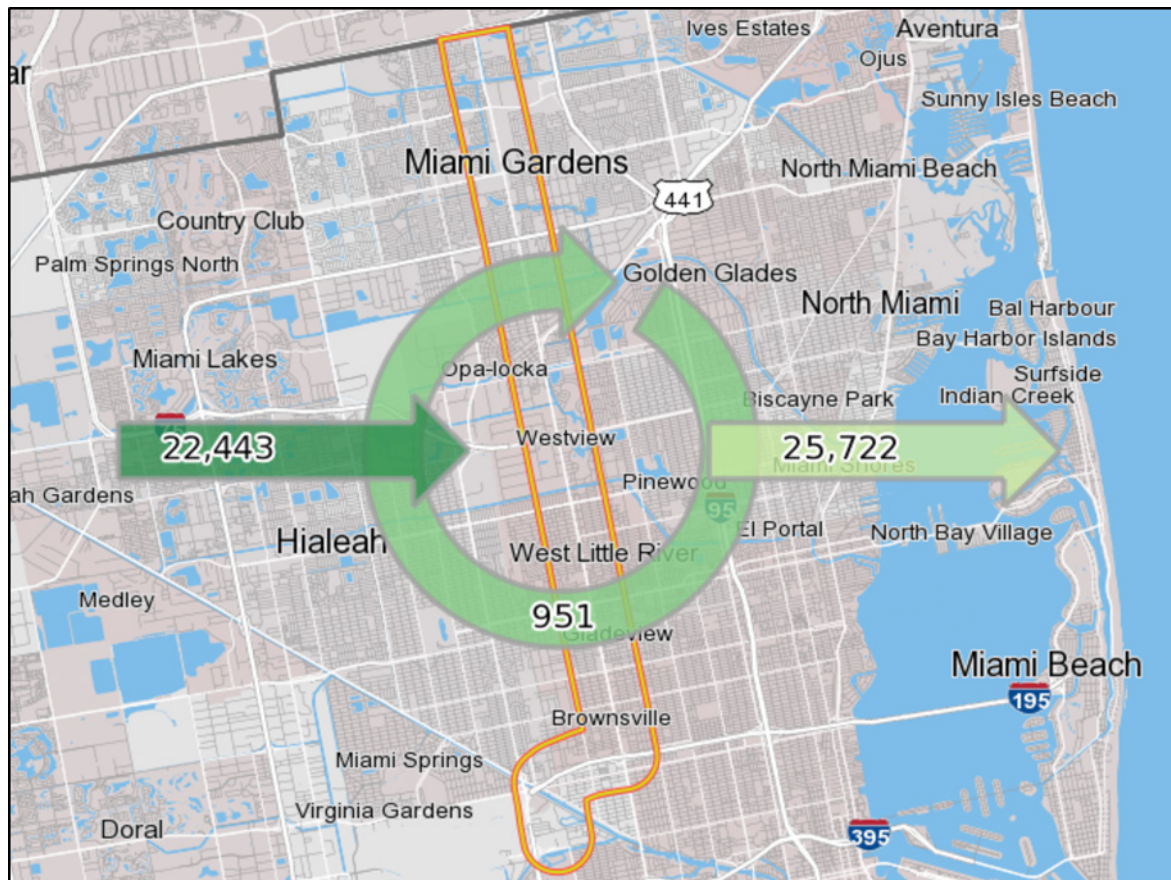 Ives Estates
Aventura
Ojus
ar
Sunny Isles Beach
Miami Gardens
North Miami Beach
441
Country Club
Palm Springs North
Golden Glades
North Miami
Bal Harbour
Bay Harbor Islands
Miami Lakes
Opa-locka
Surfside
Indian Creek
Biscayne Park
22,443
Westview
25,722
Miami Shores
ah Gardens
Pinewood
95
El Portal
North Bay Village
Hialeah
West Little River
Medley
951
Gladeview
Miami Beach
195
Brownsville
Miami Springs
Virginia Gardens
Doral
395